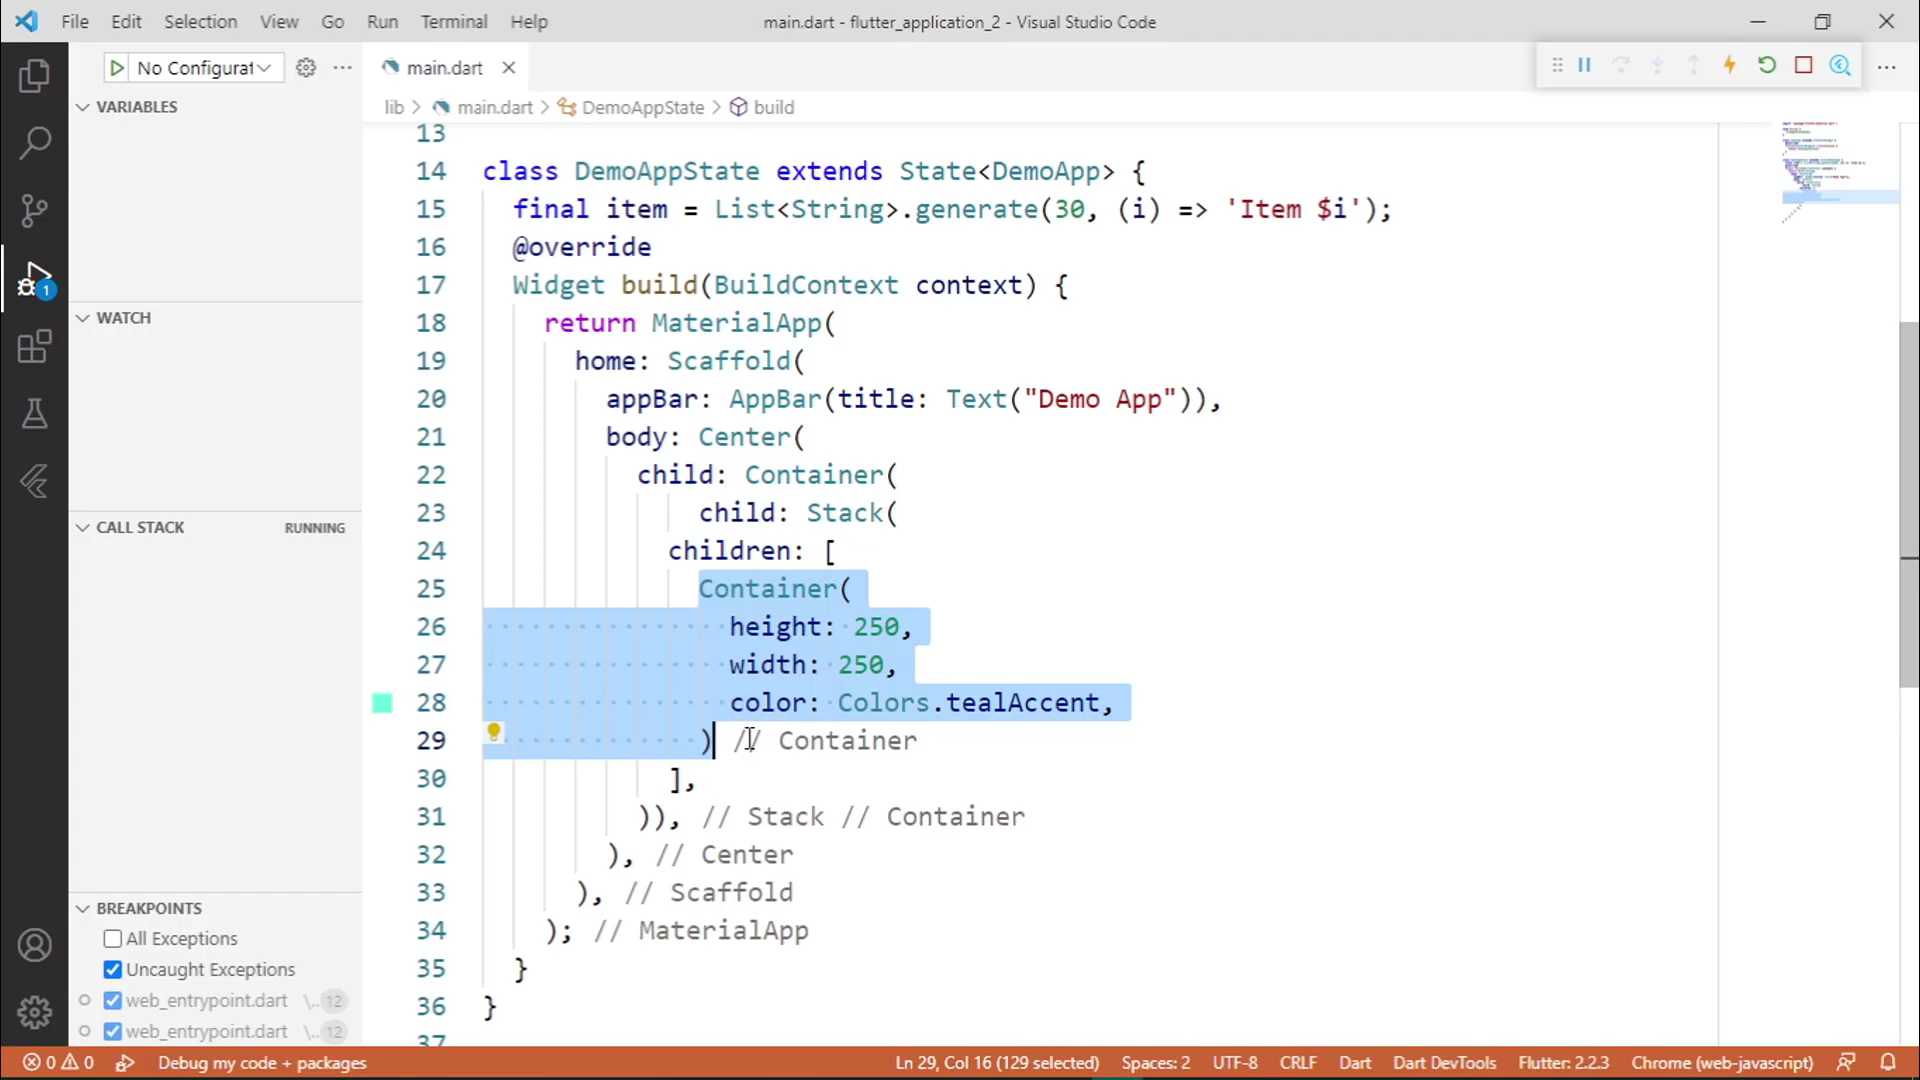 File Edit Selection View Go Run Terminal Help
main.dart - flutter_application_2 - Visual Studio Code
No Configurat
main.dart
VARIABLES
lib > main.dart > DemoAppState > build
WATCH
CALL STACK RUNNING
BREAKPOINTS
All Exceptions
Uncaught Exceptions
web_entrypoint.dart \.. 12
web_entrypoint.dart \.. 12
1
13
14 class DemoAppState extends State<DemoApp> {
15 final item = List<String>.generate(30, (i) => 'Item $i');
16 @override
17 Widget build(BuildContext context) {
18 return MaterialApp(
19 home: Scaffold(
20 appBar: AppBar(title: Text("Demo App")),
21 body: Center(
22 child: Container(
23 child: Stack(
24 children: [
25 Container(
26 height: 250,
27 width: 250,
28 color: Colors.tealAccent,
29 ) // Container
30 ],
31 )), // Stack // Container
32 ), // Center
33 ), // Scaffold
34 ); // MaterialApp
35 }
36 }
37
0 0 Debug my code + packages Ln 29, Col 16 (129 selected) Spaces: 2 UTF-8 CRLF Dart Dart DevTools Flutter: 2.2.3 Chrome (web-javascript)